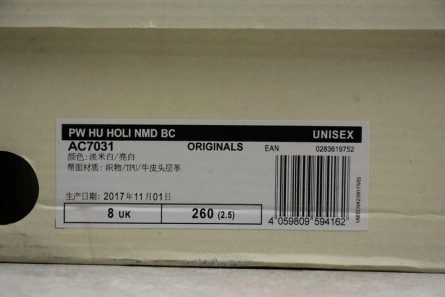 PW HU HOLI NMD BC UNISEX
AC7031 ORIGINALS EAN 0283619752
颜色:淡米白/亮白
帮面材质:织物/TPU/牛皮头层革
生产日期:2017年11月01日
8 UK 260 (2.5)
4 059809 594162